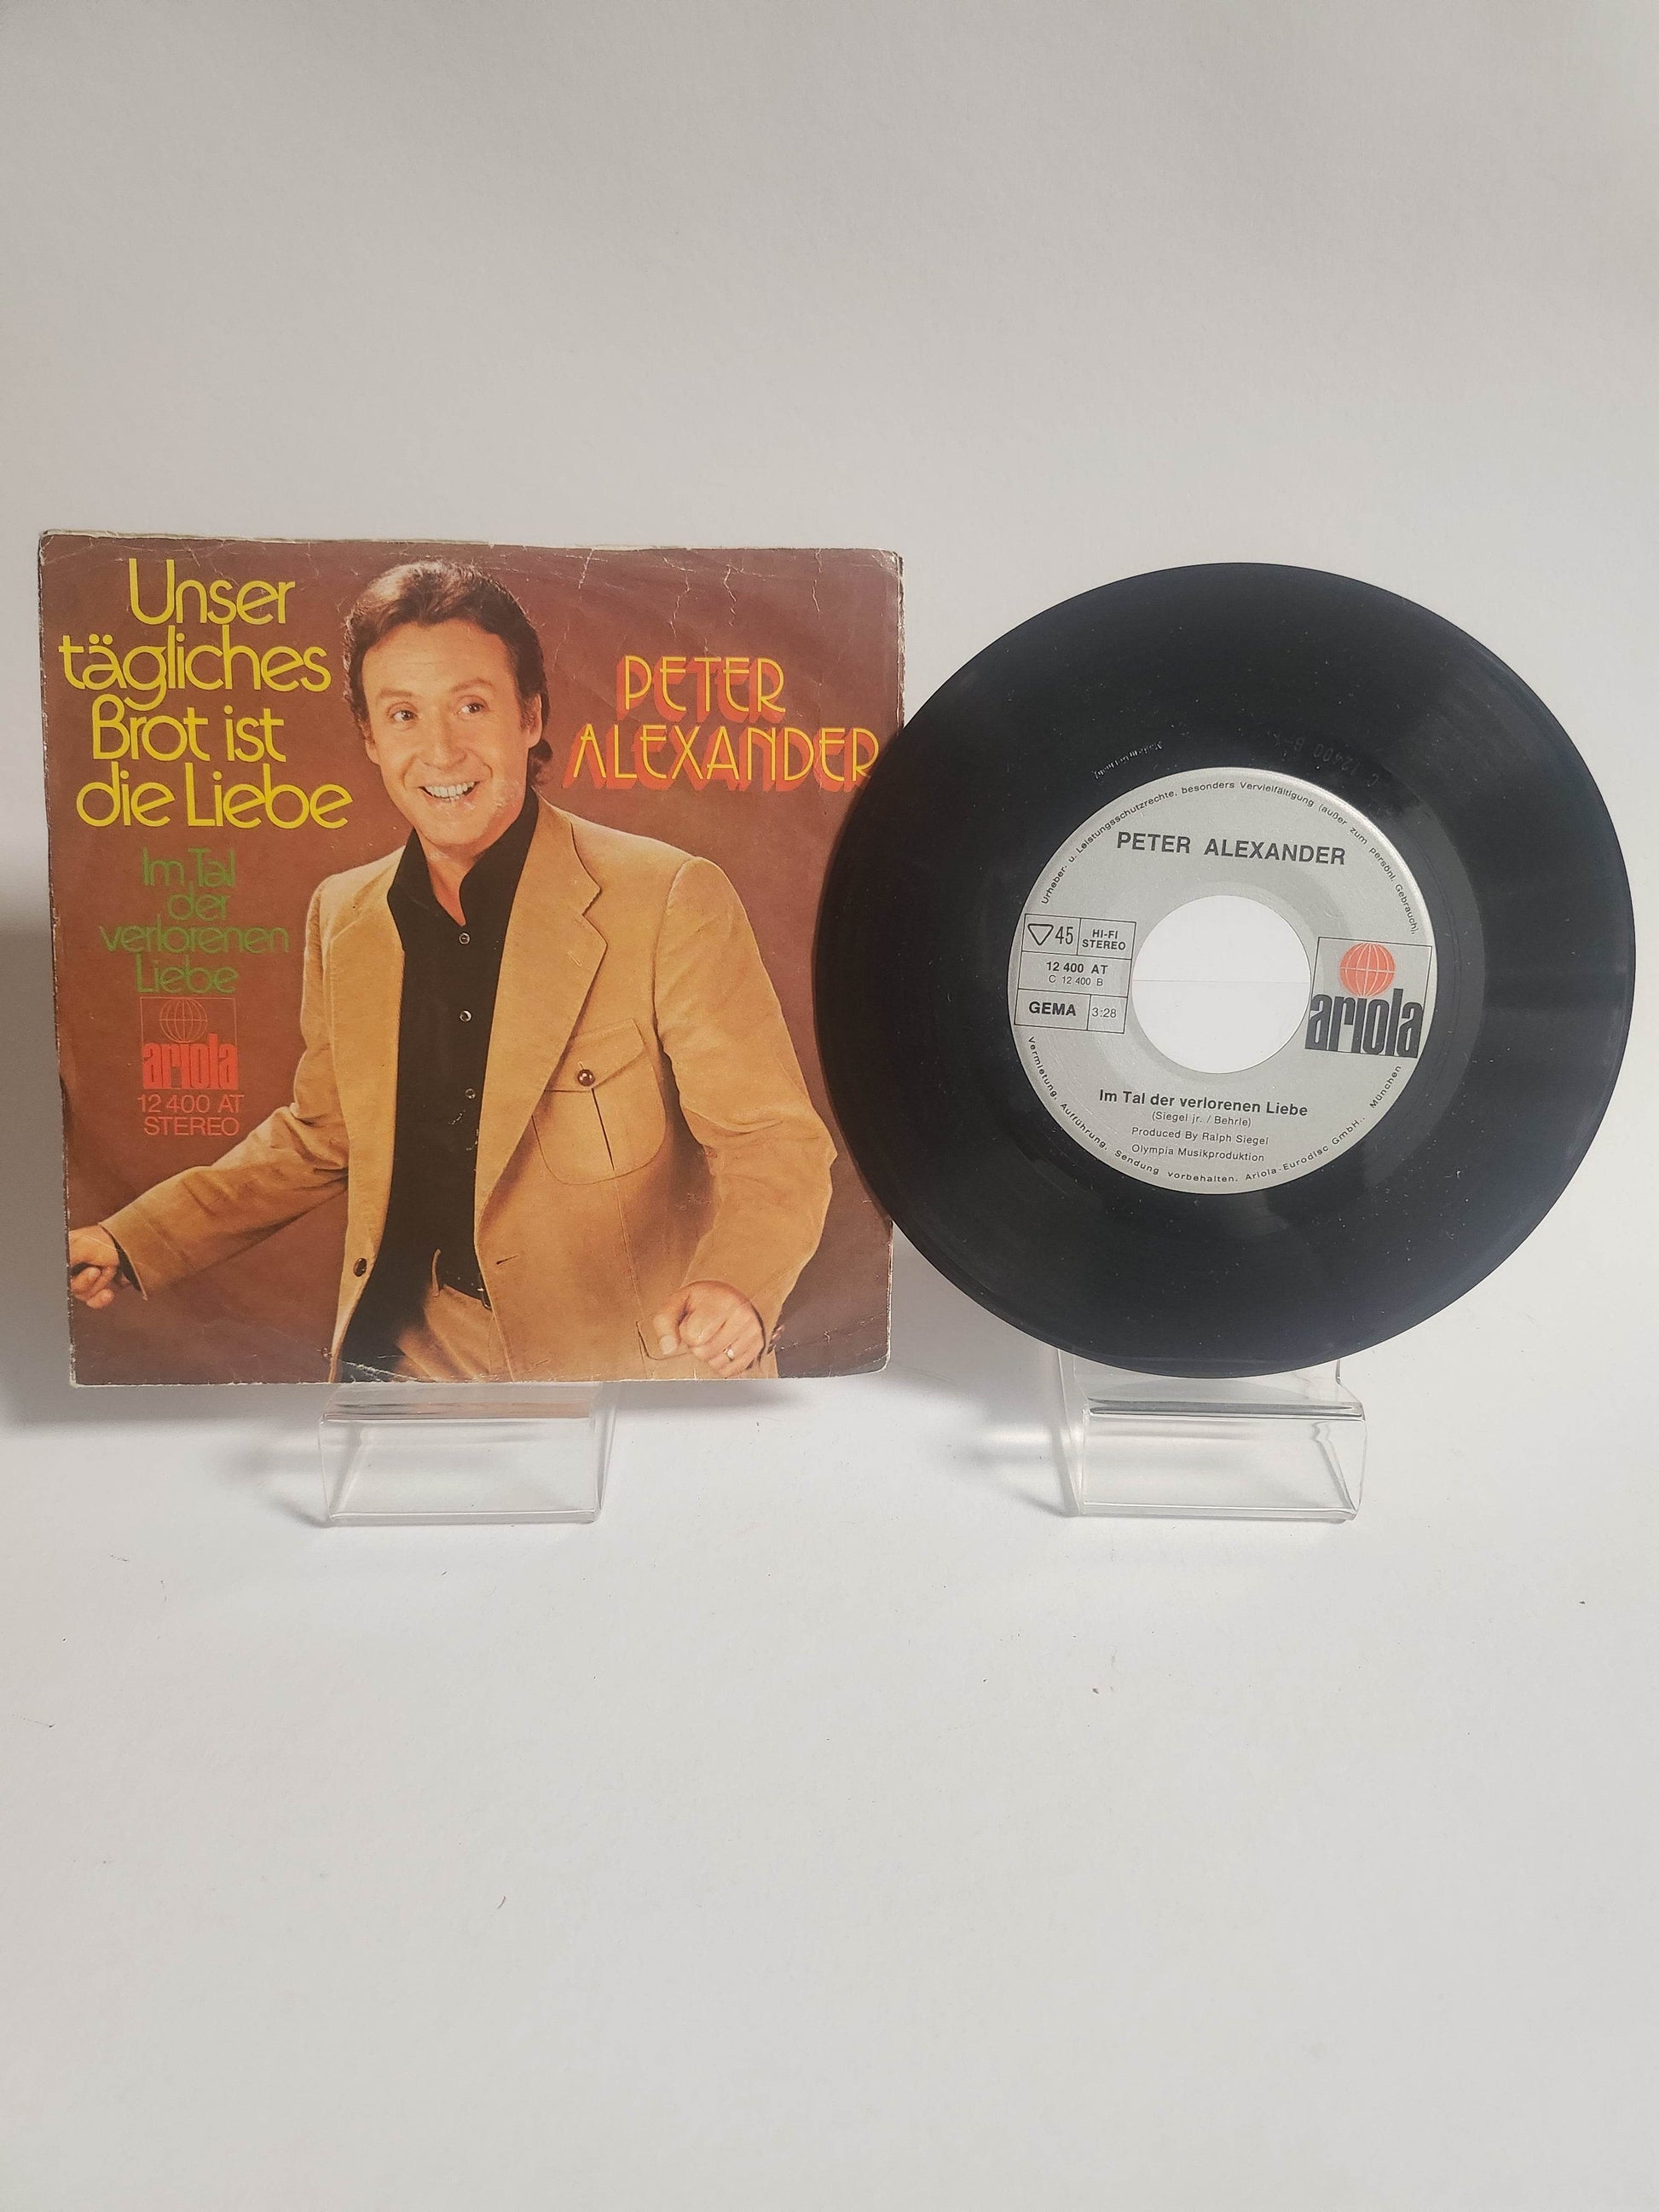 Unser
tägliches
Brot ist
die Liebe
Im Tal
der
verlorenen
Liebe
ariola
12 400 AT
STEREO
PETER
ALEXANDER
Urheber- u. Leistungsschutzrechte, besonders Vervielfältigung (außer zum persönl. Gebrauch),
PETER ALEXANDER
45
HI-FI
STEREO
12 400 AT
C 12 400 B
GEMA
3:28
ariola
Im Tal der verlorenen Liebe
(Siegel jr. / Behrle)
Produced By Ralph Siegel
Olympia Musikproduktion
Vermietung, Aufführung, Sendung vorbehalten. Ariola-Eurodisc GmbH., München